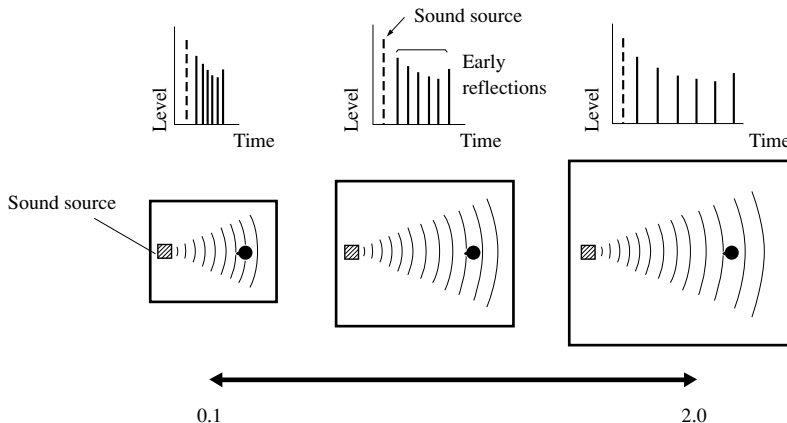 Sound source
Early
reflections
Level
Time
Level
Time
Level
Time
Sound source
0.1
2.0